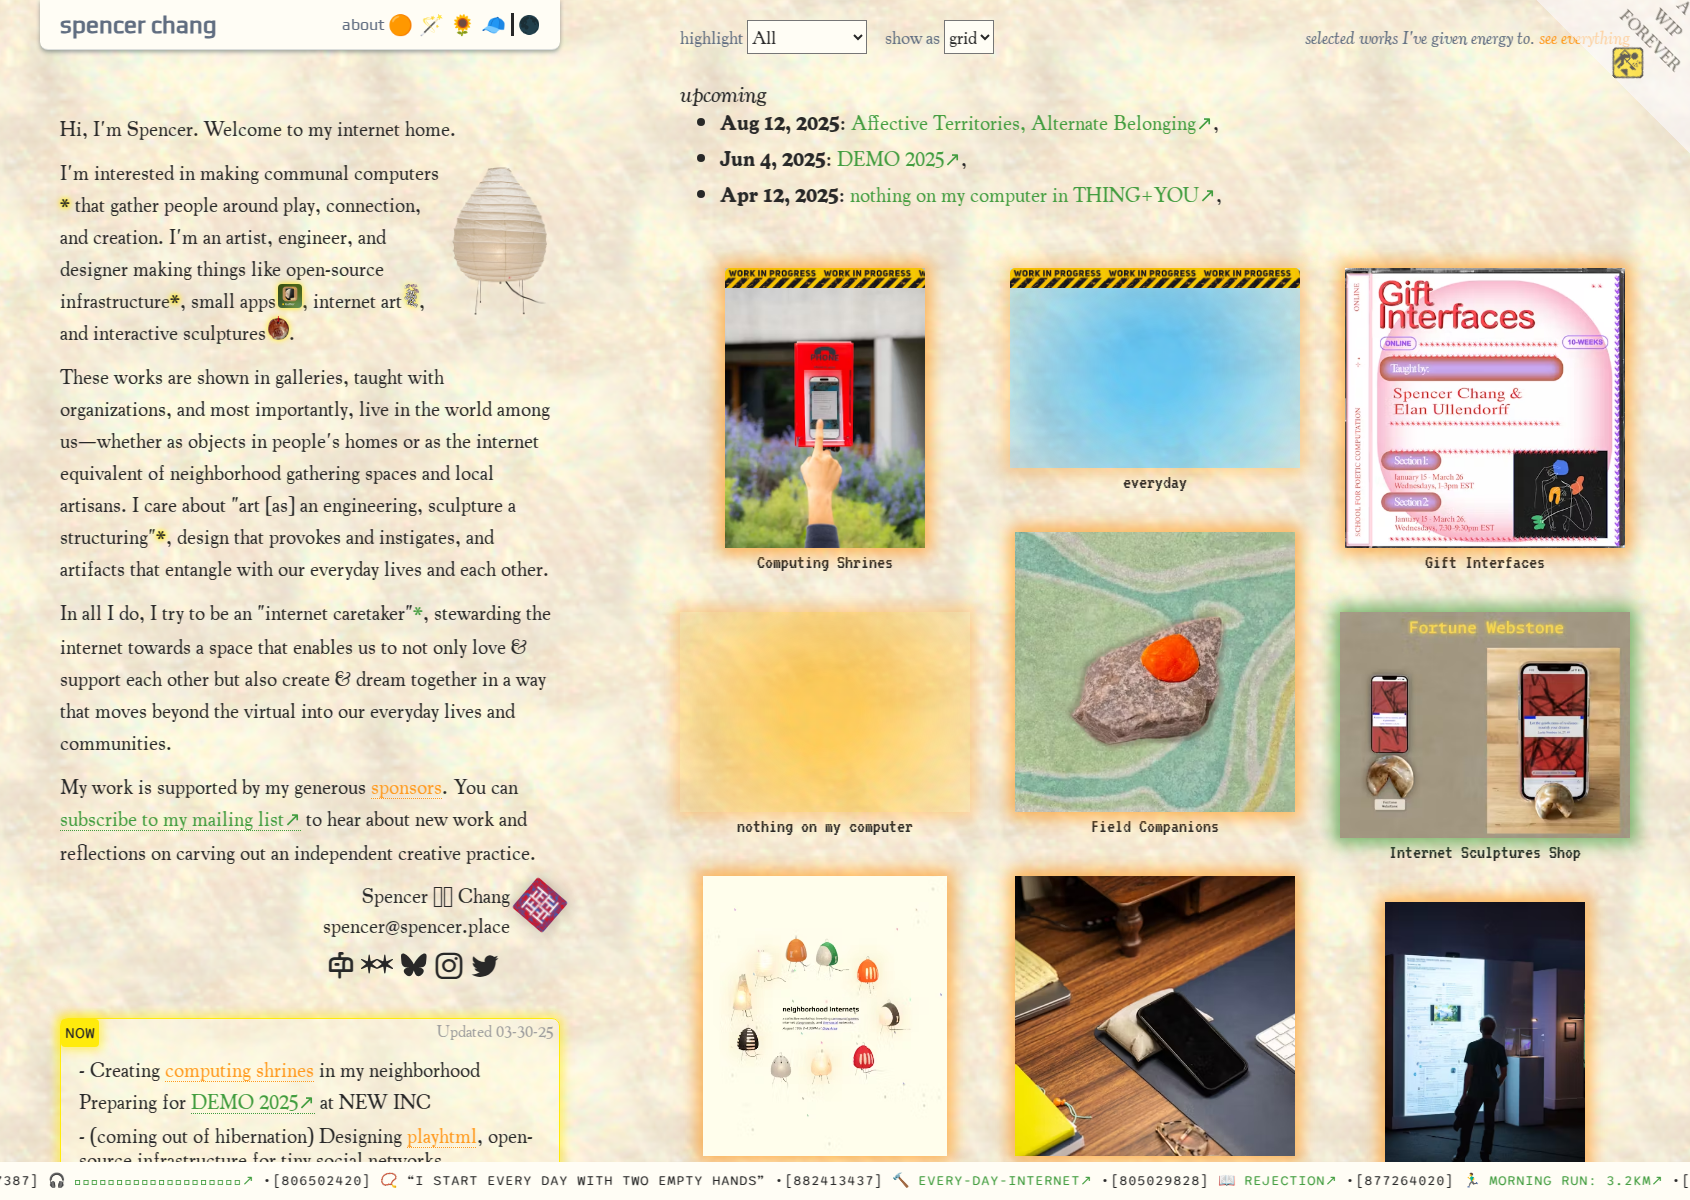 spencer chang
about
highlight All show as grid
selected works I've given energy to. see everything
A WIP FOREVER
Hi, I'm Spencer. Welcome to my internet home.
I'm interested in making communal computers
* that gather people around play, connection,
and creation. I'm an artist, engineer, and
designer making things like open-source
infrastructure*, small apps, internet art,
and interactive sculptures.
These works are shown in galleries, taught with
organizations, and most importantly, live in the world among
us—whether as objects in people's homes or as the internet
equivalent of neighborhood gathering spaces and local
artisans. I care about "art [as] an engineering, sculpture a
structuring"*, design that provokes and instigates, and
artifacts that entangle with our everyday lives and each other.
In all I do, I try to be an "internet caretaker"*, stewarding the
internet towards a space that enables us to not only love &
support each other but also create & dream together in a way
that moves beyond the virtual into our everyday lives and
communities.
My work is supported by my generous sponsors. You can
subscribe to my mailing list↗ to hear about new work and
reflections on carving out an independent creative practice.
Spencer Chang
spencer@spencer.place
NOW
Updated 03-30-25
- Creating computing shrines in my neighborhood
Preparing for DEMO 2025↗ at NEW INC
- (coming out of hibernation) Designing playhtml, open-
source infrastructure for tiny social networks
upcoming
• Aug 12, 2025: Affective Territories, Alternate Belonging↗,
• Jun 4, 2025: DEMO 2025↗,
• Apr 12, 2025: nothing on my computer in THING+YOU↗,
WORK IN PROGRESS WORK IN PROGRESS W
PHONE
Computing Shrines
WORK IN PROGRESS WORK IN PROGRESS WORK IN PROGRESS
everyday
ONLINE
SCHOOL FOR POETIC COMPUTATION
Gift
Interfaces
ONLINE
10-WEEKS
Taught by:
Spencer Chang &
Elan Ullendorff
Section 1:
January 15 - March 26
Wednesdays, 1-3pm EST
Section 2:
January 15 - March 26,
Wednesdays, 7:30-9:30pm EST
Gift Interfaces
nothing on my computer
Field Companions
Fortune Webstone
Internet Sculptures Shop
neighborhood internets
7387] ↗ •[806502420] “I START EVERY DAY WITH TWO EMPTY HANDS” •[882413437] EVERY-DAY-INTERNET↗ •[805029828] REJECTION↗ •[877264020] MORNING RUN: 3.2KM↗ •[